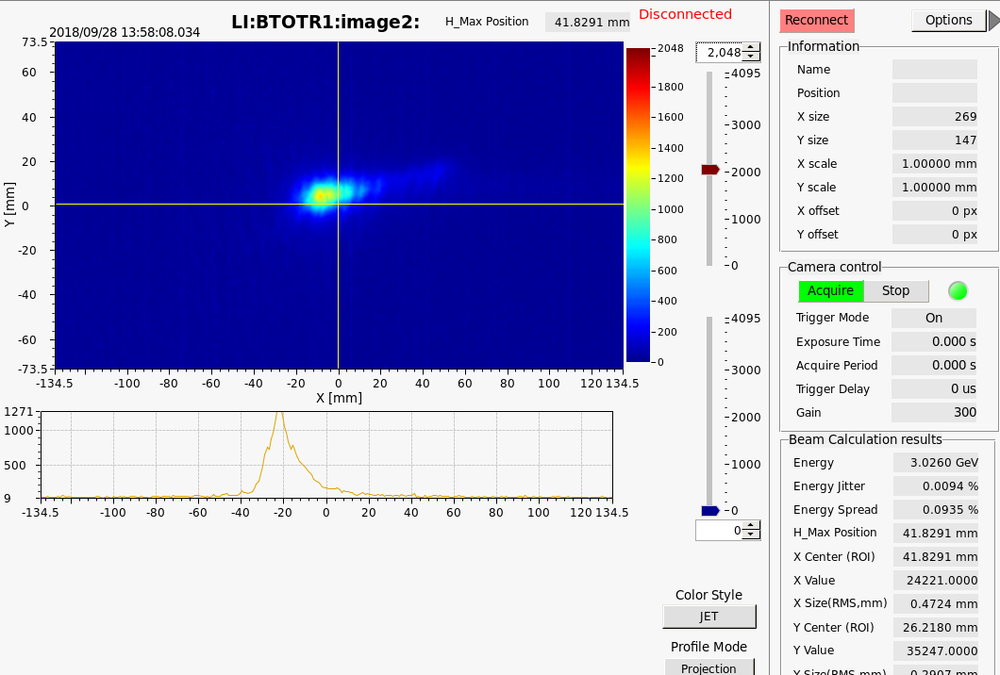 LI:BTOTR1:image2:
H_Max Position
41.8291 mm
Disconnected
2018/09/28 13:58:08.034
73.5
60
40
20
0
-20
-40
-60
-73.5
Y [mm]
-134.5
-100
-80
-60
-40
-20
0
20
40
60
80
100
120
134.5
X [mm]
2048
1800
1600
1400
1200
1000
800
600
400
200
0
2,048
4095
3000
2000
1000
0
4095
3000
2000
1000
0
0
1271
1000
500
9
-134.5
-100
-80
-60
-40
-20
0
20
40
60
80
100
120
134.5
Color Style
JET
Profile Mode
Projection
Reconnect
Options
Information
Name
Position
X size 269
Y size 147
X scale 1.00000 mm
Y scale 1.00000 mm
X offset 0 px
Y offset 0 px
Camera control
Acquire Stop
Trigger Mode On
Exposure Time 0.000 s
Acquire Period 0.000 s
Trigger Delay 0 us
Gain 300
Beam Calculation results
Energy 3.0260 GeV
Energy Jitter 0.0094 %
Energy Spread 0.0935 %
H_Max Position 41.8291 mm
X Center (ROI) 41.8291 mm
X Value 24221.0000
X Size(RMS,mm) 0.4724 mm
Y Center (ROI) 26.2180 mm
Y Value 35247.0000
Y Size(RMS,mm) 0.2907 mm